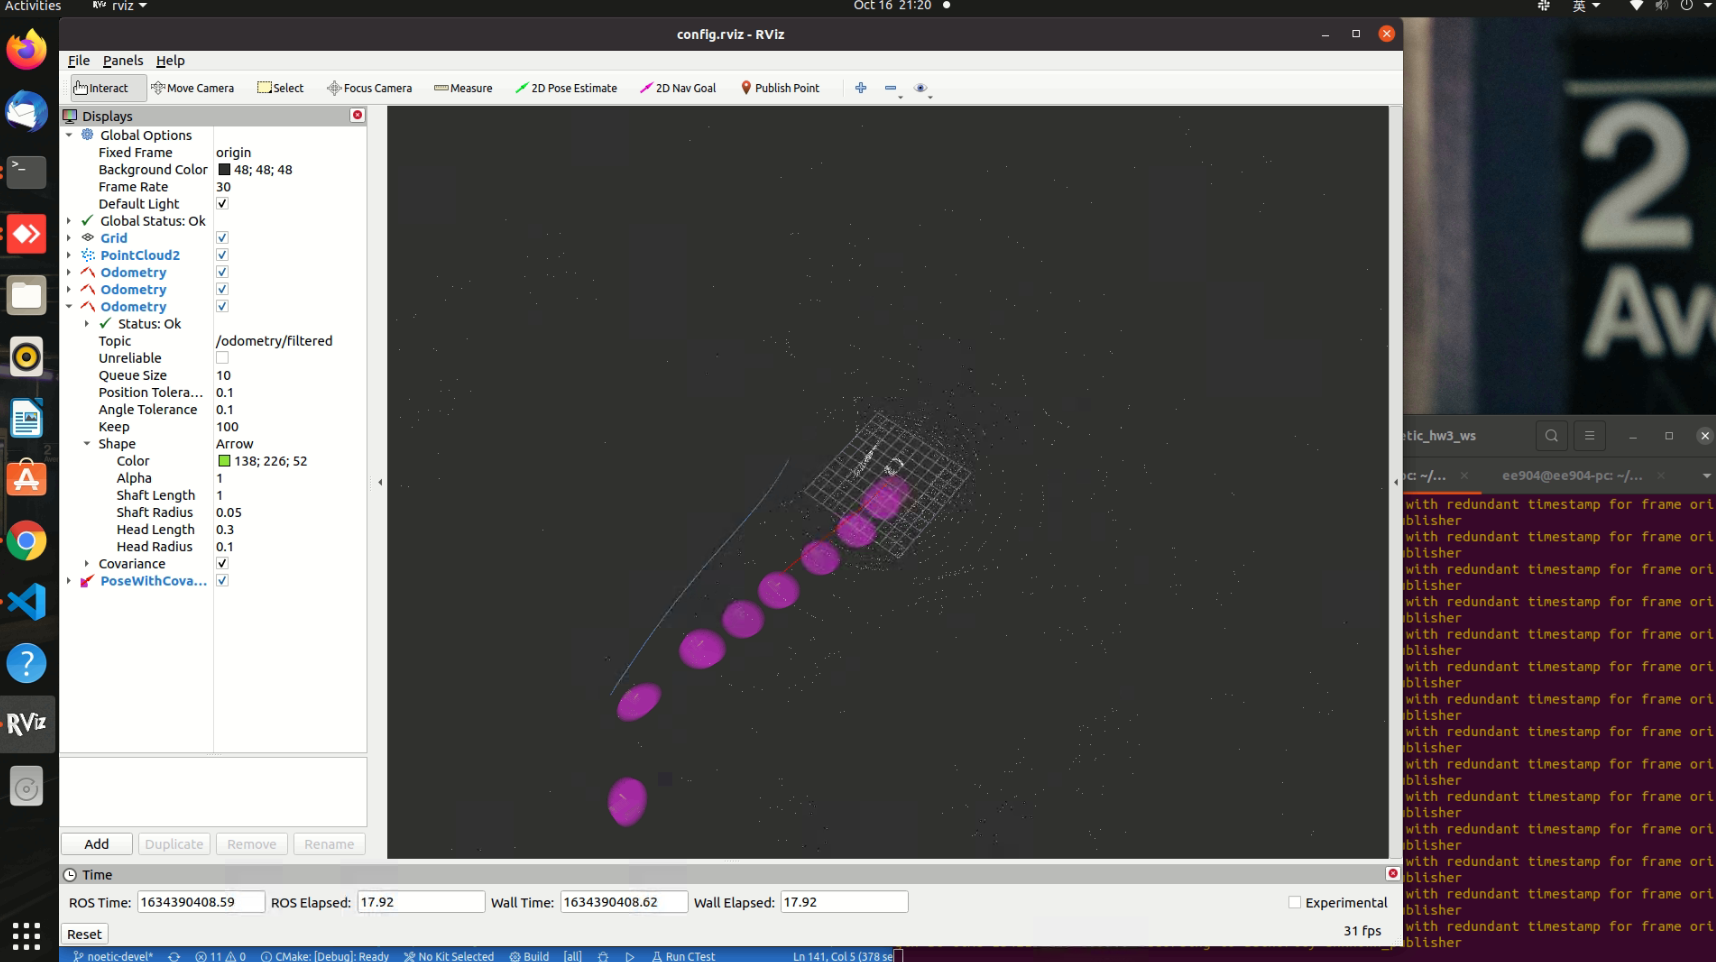 Activities
RViz rviz
Oct 16 21:20
英
config.rviz - RViz
File Panels Help
Interact Move Camera Select Focus Camera Measure 2D Pose Estimate 2D Nav Goal Publish Point
Displays
Global Options
Fixed Frame origin
Background Color 48; 48; 48
Frame Rate 30
Default Light
Global Status: Ok
Grid
PointCloud2
Odometry
Odometry
Odometry
Status: Ok
Topic /odometry/filtered
Unreliable
Queue Size 10
Position Tolera... 0.1
Angle Tolerance 0.1
Keep 100
Shape Arrow
Color 138; 226; 52
Alpha 1
Shaft Length 1
Shaft Radius 0.05
Head Length 0.3
Head Radius 0.1
Covariance
PoseWithCova...
RViz
Add Duplicate Remove Rename
Time
ROS Time: 1634390408.59 ROS Elapsed: 17.92 Wall Time: 1634390408.62 Wall Elapsed: 17.92 Experimental
Reset
31 fps
noetic-devel* 11 0 CMake: [Debug]: Ready No Kit Selected Build [all] Run CTest Ln 141, Col 5 (378 se
2
Av
etic_hw3_ws
pc: ~/... ee904@ee904-pc: ~/...
with redundant timestamp for frame ori
blisher
with redundant timestamp for frame ori
blisher
with redundant timestamp for frame ori
blisher
with redundant timestamp for frame ori
blisher
with redundant timestamp for frame ori
blisher
with redundant timestamp for frame ori
blisher
with redundant timestamp for frame ori
blisher
with redundant timestamp for frame ori
blisher
with redundant timestamp for frame ori
blisher
with redundant timestamp for frame ori
blisher
with redundant timestamp for frame ori
blisher
with redundant timestamp for frame ori
blisher
with redundant timestamp for frame ori
blisher
with redundant timestamp for frame ori
blisher